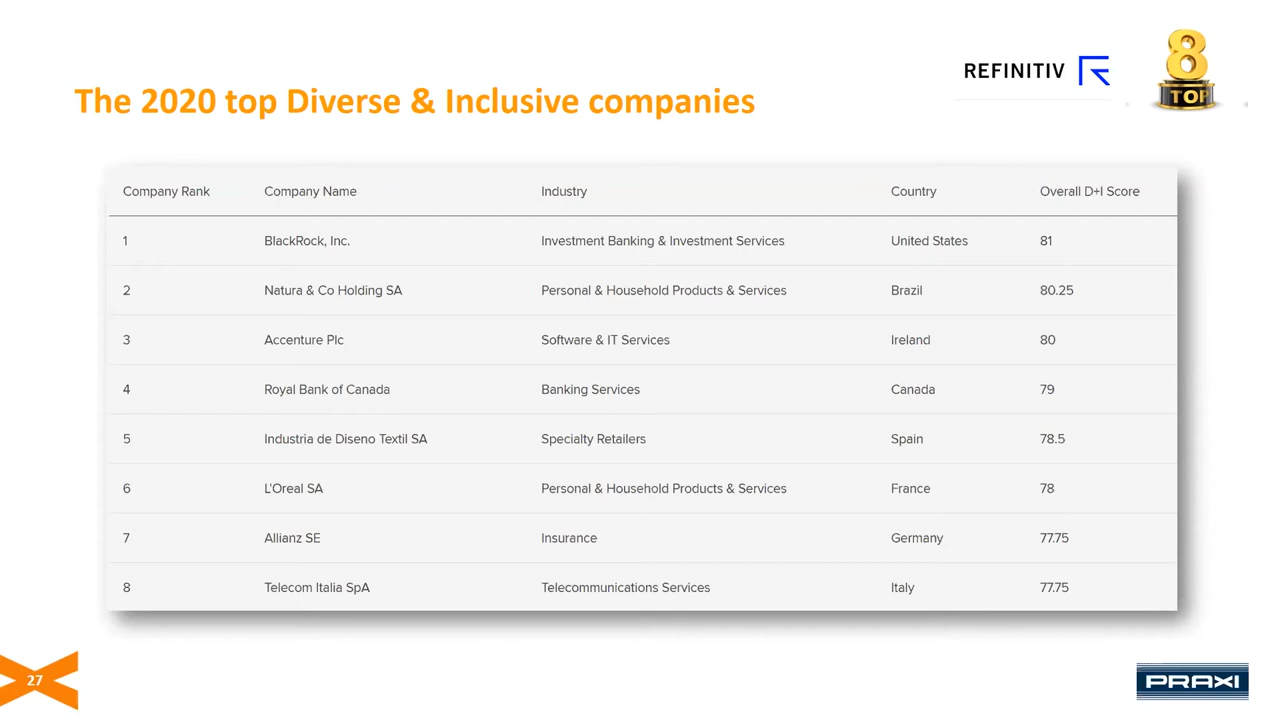 REFINITIV
8
TOP
The 2020 top Diverse & Inclusive companies
Company Rank Company Name Industry Country Overall D+I Score
1 BlackRock, Inc. Investment Banking & Investment Services United States 81
2 Natura & Co Holding SA Personal & Household Products & Services Brazil 80.25
3 Accenture Plc Software & IT Services Ireland 80
4 Royal Bank of Canada Banking Services Canada 79
5 Industria de Diseno Textil SA Specialty Retailers Spain 78.5
6 L'Oreal SA Personal & Household Products & Services France 78
7 Allianz SE Insurance Germany 77.75
8 Telecom Italia SpA Telecommunications Services Italy 77.75
27
PRAXI